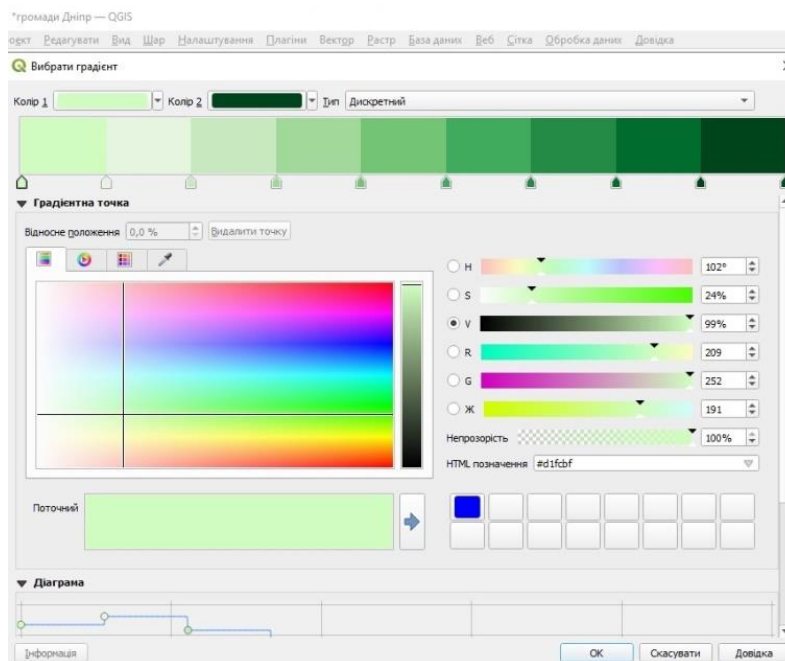 *громади Дніпр — QGIS
оект Редагувати Вид Шар Налаштування Плагіни Вектор Растр База даних Веб Сітка Обробка даних Довідка
Вибрати градієнт
Колір 1 Колір 2 Тип Дискретний
Градієнтна точка
Відносне положення 0,0 % Видалити точку
H 102°
S 24%
V 99%
R 209
G 252
Ж 191
Непрозорість 100%
HTML позначення #d1fcbf
Поточний
Діаграма
Інформація OK Скасувати Довідка